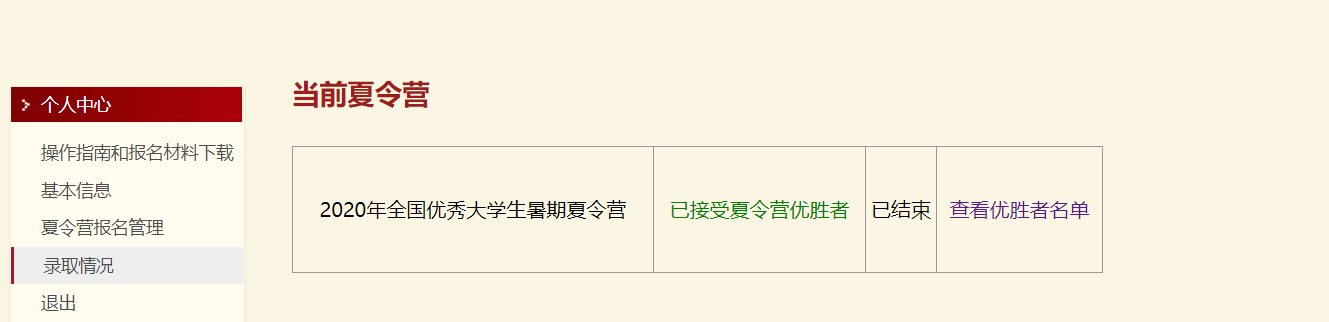 个人中心
操作指南和报名材料下载
基本信息
夏令营报名管理
录取情况
退出
当前夏令营
2020年全国优秀大学生暑期夏令营 已接受夏令营优胜者 已结束 查看优胜者名单